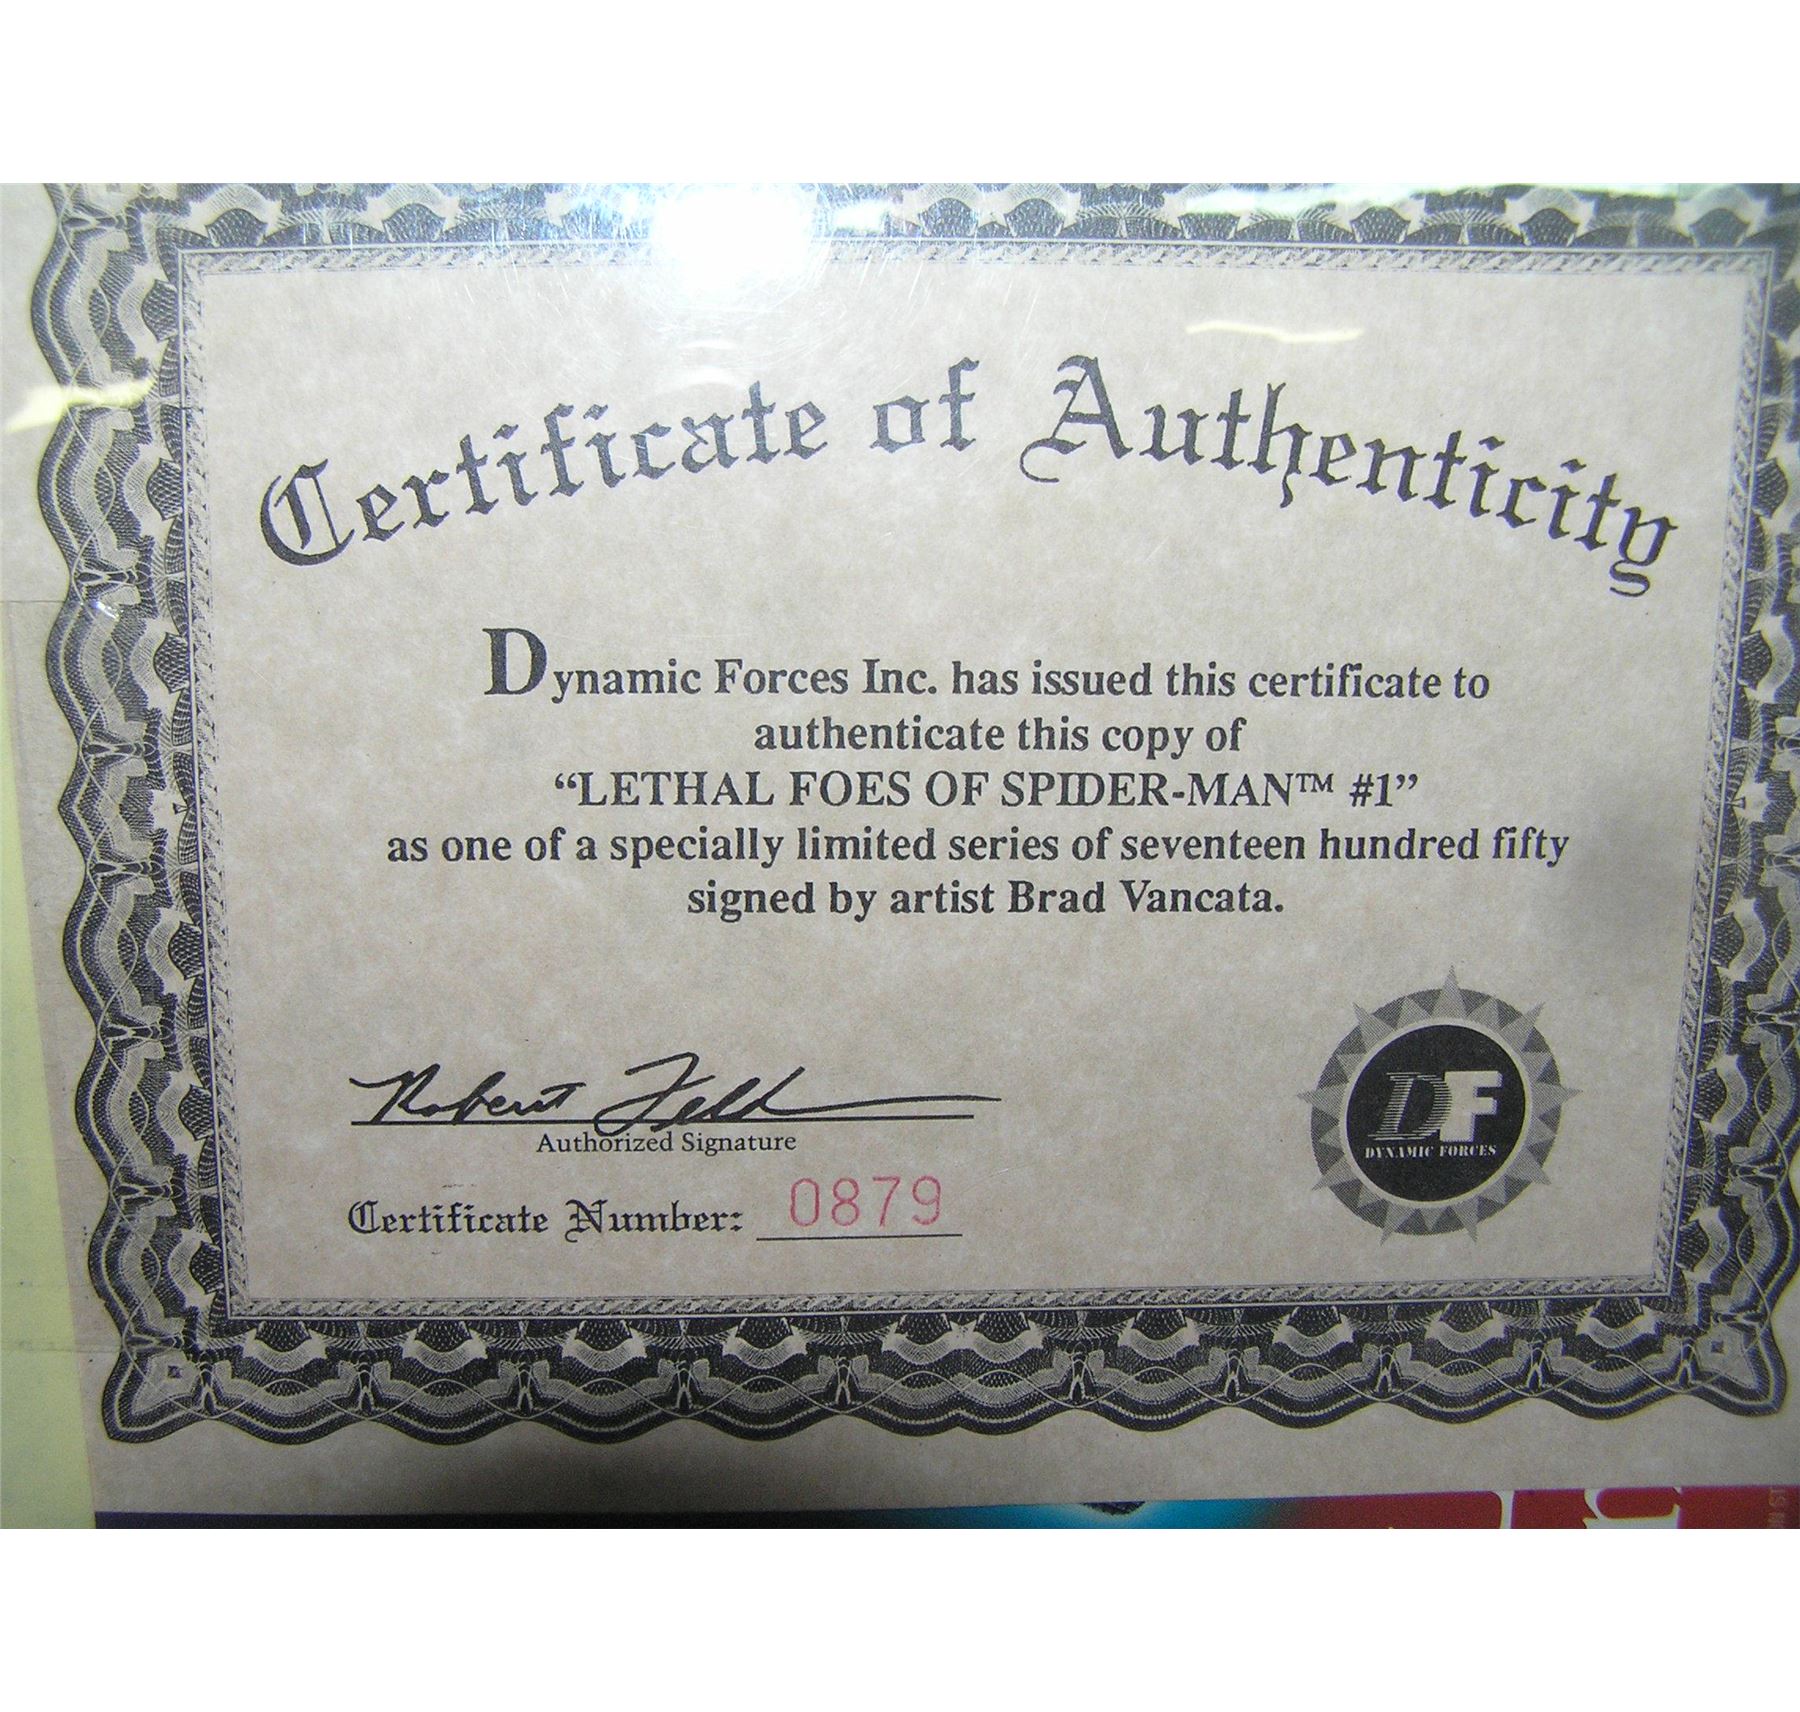 Certificate of Authenticity
Dynamic Forces Inc. has issued this certificate to
authenticate this copy of
“LETHAL FOES OF SPIDER-MAN™ #1”
as one of a specially limited series of seventeen hundred fifty
signed by artist Brad Vancata.
Robert Feld
Authorized Signature
Certificate Number: 0879
DF
DYNAMIC FORCES